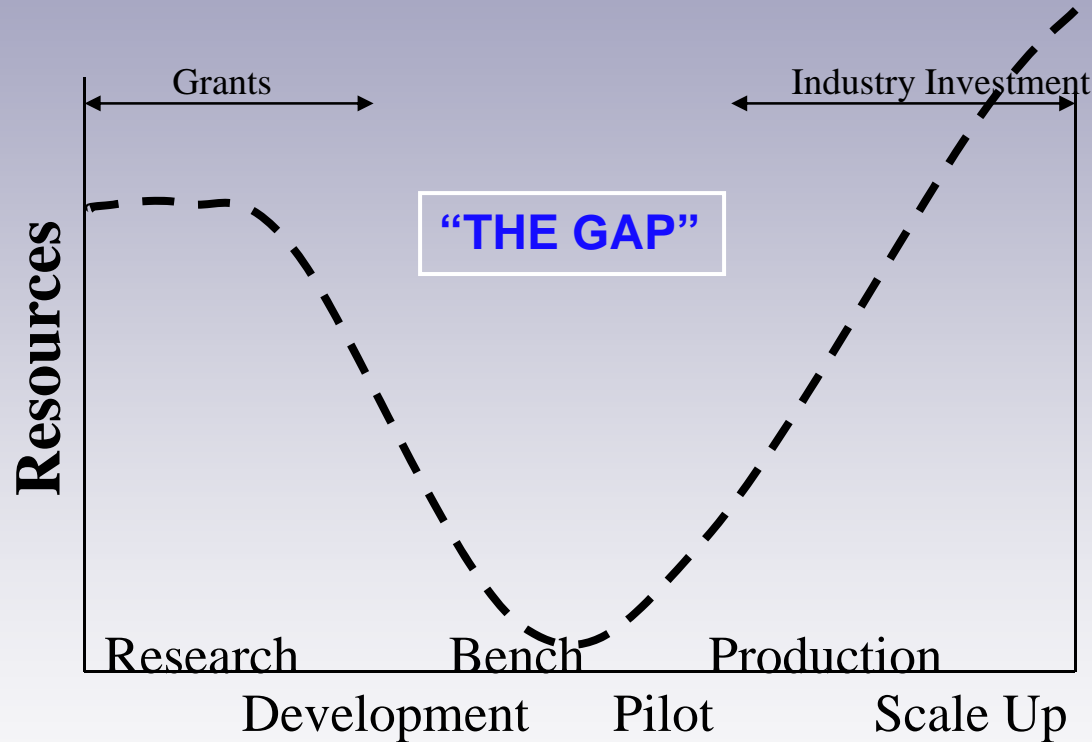 Grants
Industry Investment
“THE GAP”
Resources
Research Bench Production
Development Pilot Scale Up